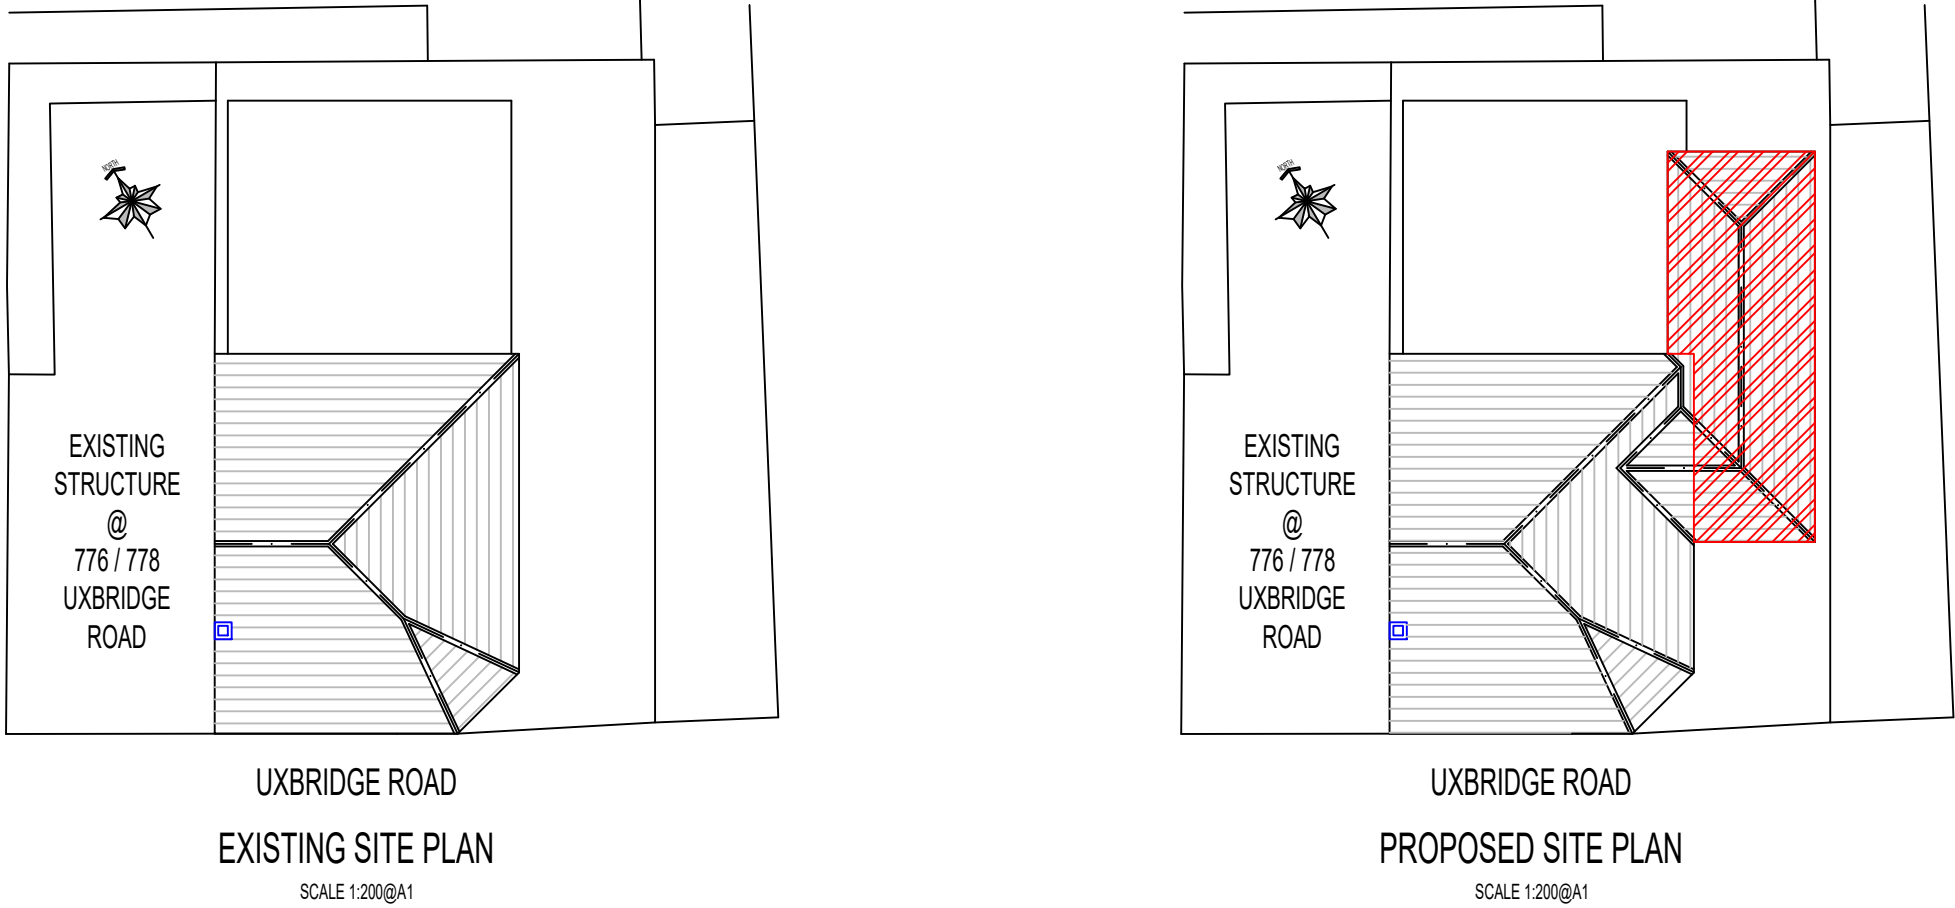 NORTH
EXISTING
STRUCTURE
@
776 / 778
UXBRIDGE
ROAD
UXBRIDGE ROAD
EXISTING SITE PLAN
SCALE 1:200@A1
NORTH
EXISTING
STRUCTURE
@
776 / 778
UXBRIDGE
ROAD
UXBRIDGE ROAD
PROPOSED SITE PLAN
SCALE 1:200@A1